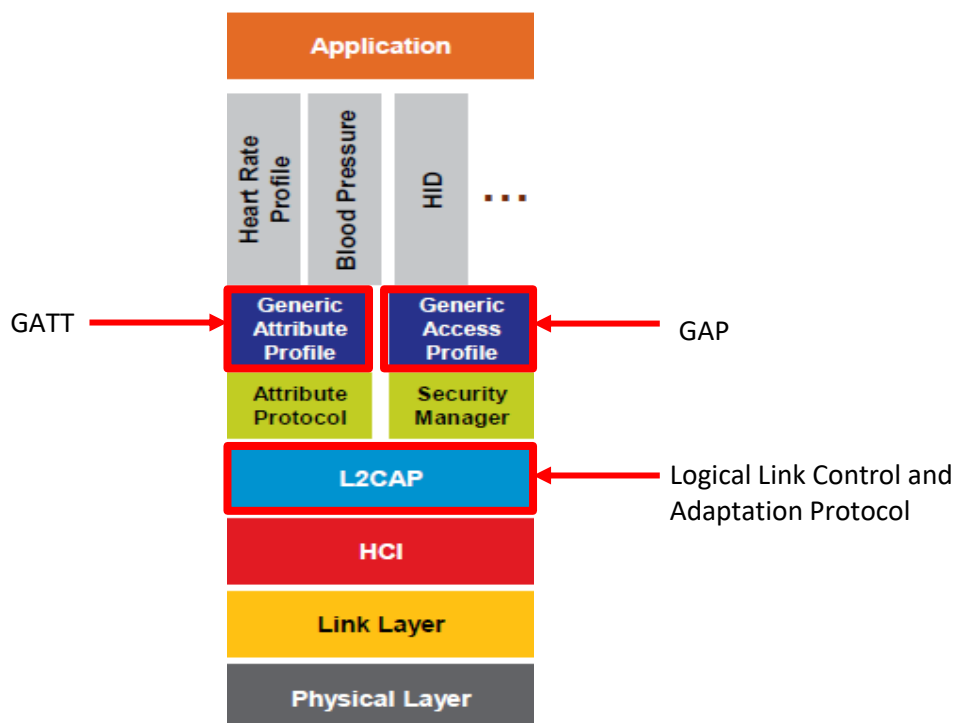 Application
Heart Rate
Profile
Blood Pressure
HID
...
GATT
Generic
Attribute
Profile
Generic
Access
Profile
GAP
Attribute
Protocol
Security
Manager
L2CAP
Logical Link Control and
Adaptation Protocol
HCI
Link Layer
Physical Layer